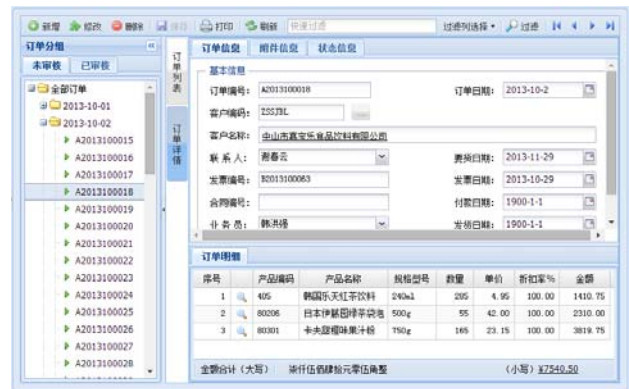 新增 修改 删除 保存 打印 刷新 快速过滤 过滤列选择 过滤
订单分组
未审核 已审核
全部订单
2013-10-01
2013-10-02
A2013100015
A2013100016
A2013100017
A2013100018
A2013100019
A2013100020
A2013100021
A2013100022
A2013100023
A2013100024
A2013100025
A2013100026
A2013100027
A2013100028
订单列表
订单详情
订单信息 附件信息 状态信息
基本信息
订单编号: A2013100018 订单日期: 2013-10-2
客户编码: ZSSJBL
客户名称: 中山市嘉宝乐食品饮料有限公司
联系人: 谢春云 要货日期: 2013-11-29
发票编号: B2013100063 发票日期: 2013-10-29
合同编号: 付款日期: 1900-1-1
业务员: 韩洪强 发货日期: 1900-1-1
订单明细
序号 产品编码 产品名称 规格型号 数量 单价 折扣率% 金额
1 405 韩国乐天红茶饮料 240ml 285 4.95 100.00 1410.75
2 80206 日本伊藤园绿茶袋泡 500g 55 42.00 100.00 2310.00
3 80301 卡夫甜橙味果汁粉 750g 165 23.15 100.00 3819.75
金额合计（大写） 柒仟伍佰肆拾元零伍角整 （小写）¥7540.50